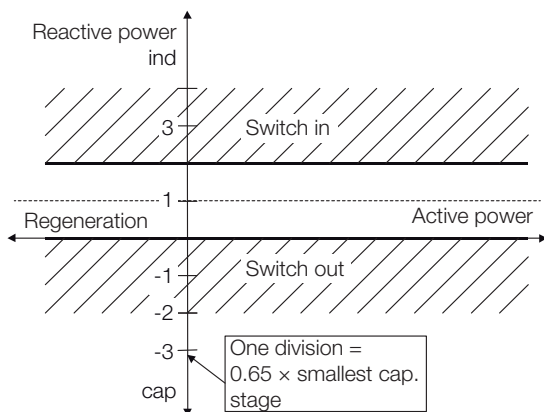 Reactive power
ind
3
Switch in
1
Regeneration
Active power
-1
Switch out
-2
-3
One division =
0.65 × smallest cap.
stage
cap